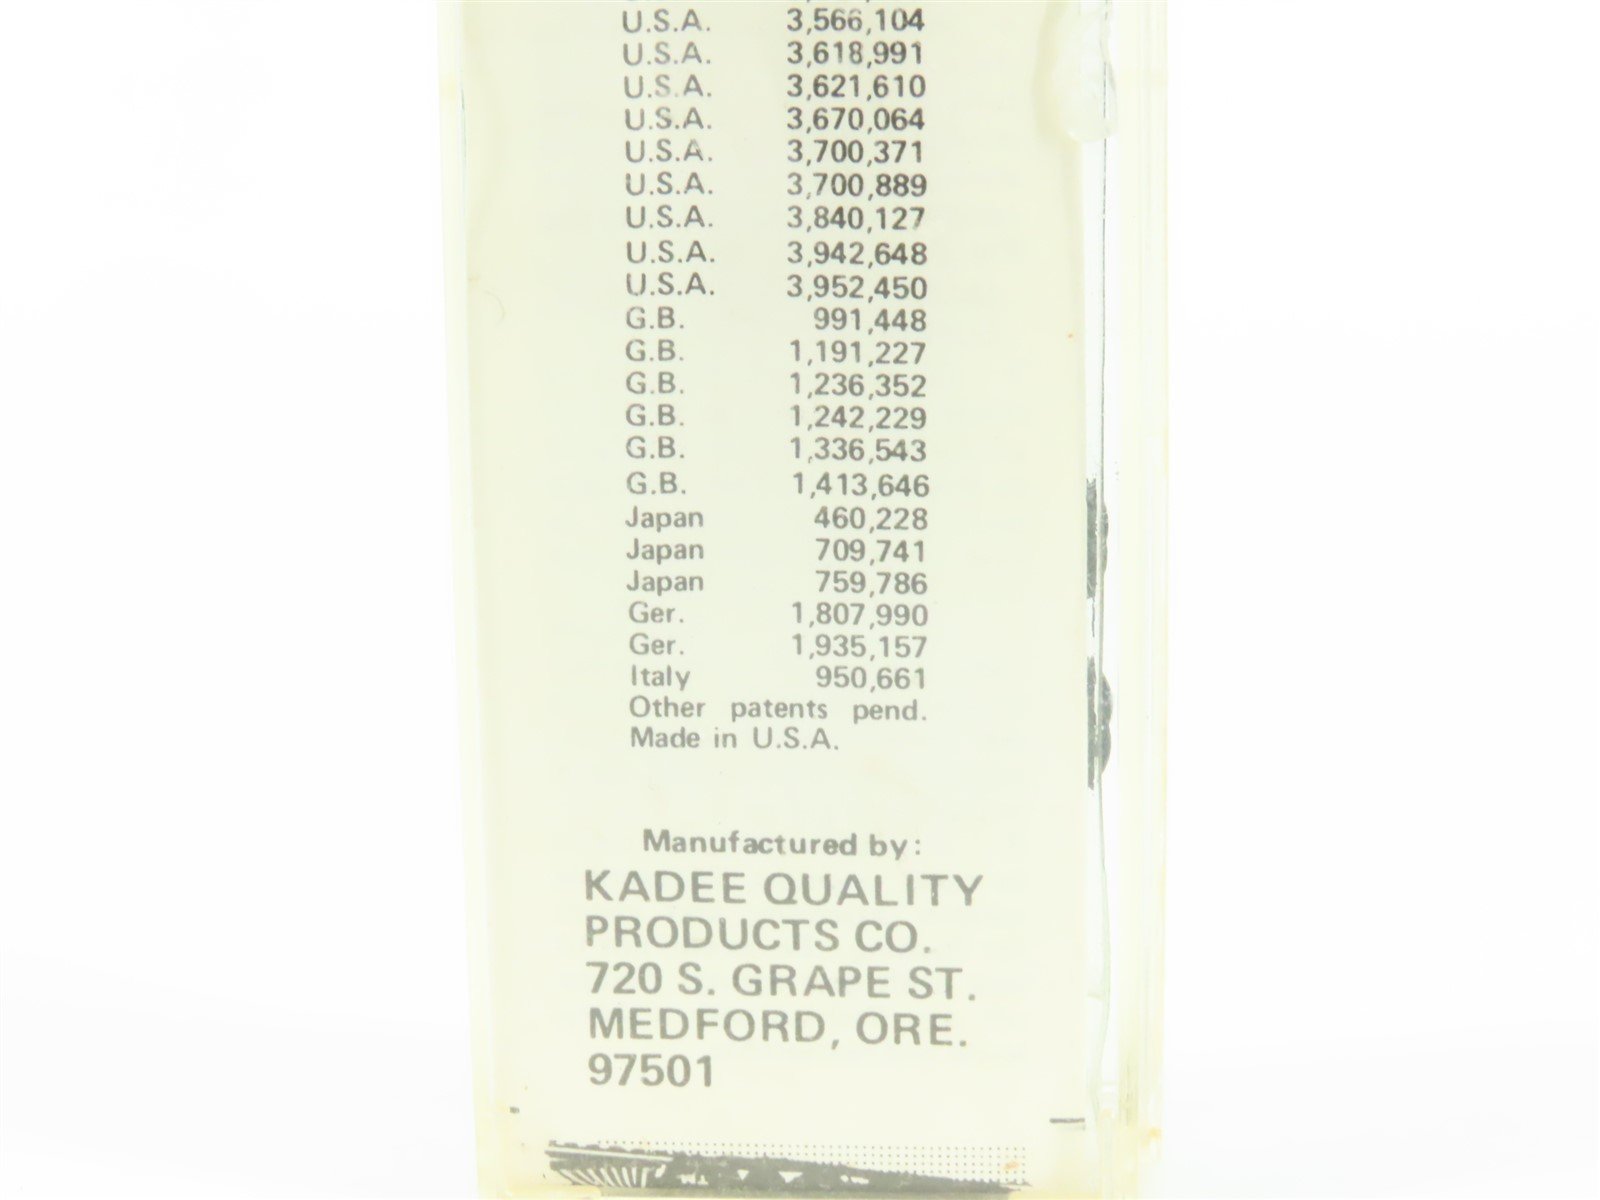 U.S.A. 3,566,104
U.S.A. 3,618,991
U.S.A. 3,621,610
U.S.A. 3,670,064
U.S.A. 3,700,371
U.S.A. 3,700,889
U.S.A. 3,840,127
U.S.A. 3,942,648
U.S.A. 3,952,450
G.B. 991,448
G.B. 1,191,227
G.B. 1,236,352
G.B. 1,242,229
G.B. 1,336,543
G.B. 1,413,646
Japan 460,228
Japan 709,741
Japan 759,786
Ger. 1,807,990
Ger. 1,935,157
Italy 950,661
Other patents pend.
Made in U.S.A.
Manufactured by:
KADEE QUALITY
PRODUCTS CO.
720 S. GRAPE ST.
MEDFORD, ORE.
97501